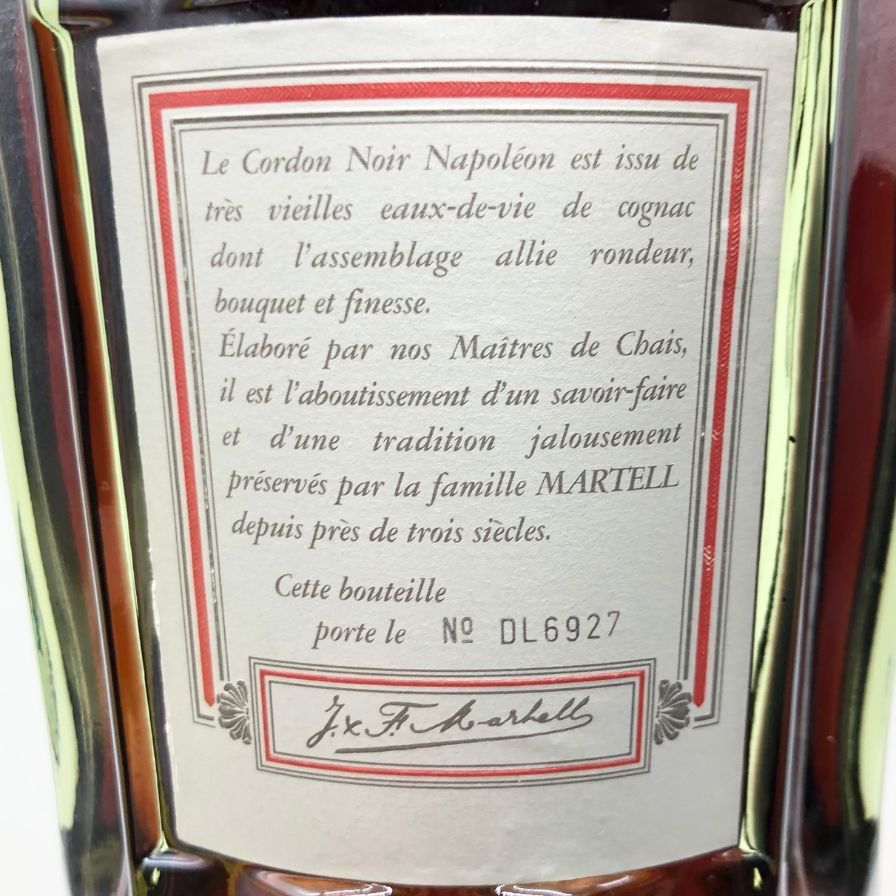 Le Cordon Noir Napoléon est issu de
très vieilles eaux-de-vie de cognac
dont l'assemblage allie rondeur,
bouquet et finesse.
Élaboré par nos Maîtres de Chais,
il est l'aboutissement d'un savoir-faire
et d'une tradition jalousement
préservés par la famille MARTELL
depuis près de trois siècles.
Cette bouteille
porte le Nº DL6927
J. & F. Martell